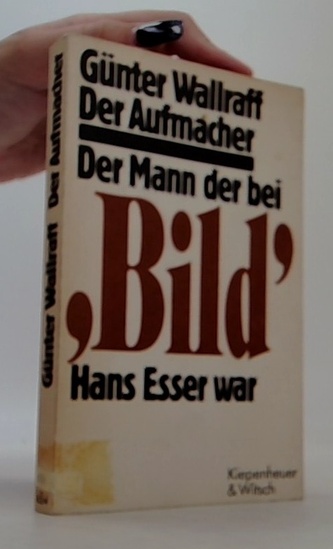 Günter Wallraff
Der Aufmacher
Der Mann der bei
‚Bild’
Hans Esser war
Kiepenheuer
& Witsch
Günter Wallraff Der Aufmacher